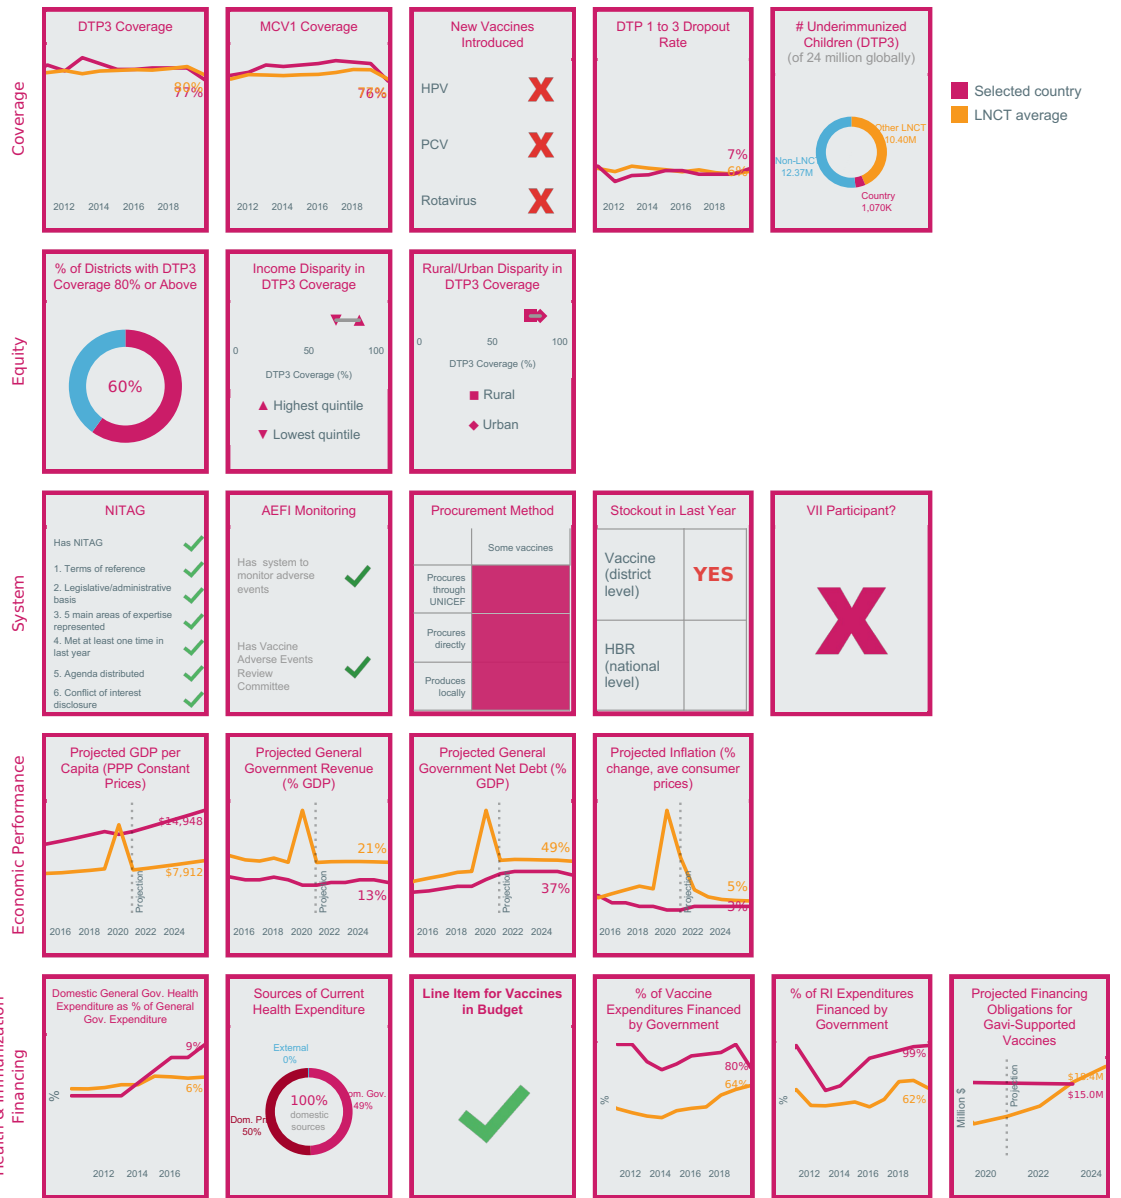 Coverage
DTP3 Coverage
77%
2012 2014 2016 2018
MCV1 Coverage
76%
2012 2014 2016 2018
New Vaccines
Introduced
HPV
X
PCV
X
Rotavirus
X
DTP 1 to 3 Dropout
Rate
7%
6%
2012 2014 2016 2018
# Underimmunized
Children (DTP3)
(of 24 million globally)
Other LNCT
10.40M
12.37M
Country
1,070K
Selected country
LNCT average
Equity
% of Districts with DTP3
Coverage 80% or Above
60%
Income Disparity in
DTP3 Coverage
0 50 100
DTP3 Coverage (%)
Highest quintile
Lowest quintile
Rural/Urban Disparity in
DTP3 Coverage
0 50 100
DTP3 Coverage (%)
Rural
Urban
System
NITAG
Has NITAG
1. Terms of reference
2. Legislative/administrative
basis
3. 5 main areas of expertise
represented
4. Met at least one time in
last year
5. Agenda distributed
6. Conflict of interest
disclosure
AEFI Monitoring
Has system to
monitor adverse
events
Has Vaccine
Adverse Events
Review
Committee
Procurement Method
Some vaccines
Procures
through
UNICEF
Procures
directly
Produces
locally
Stockout in Last Year
Vaccine
(district
level)
YES
HBR
(national
level)
VII Participant?
X
Economic Performance
Projected GDP per
Capita (PPP Constant
Prices)
$14,948
$7,912
Projection
2016 2018 2020 2022 2024
Projected General
Government Revenue
(% GDP)
21%
13%
Projection
2016 2018 2020 2022 2024
Projected General
Government Net Debt (%
GDP)
49%
37%
Projection
2016 2018 2020 2022 2024
Projected Inflation (%
change, ave consumer
prices)
5%
3%
Projection
2016 2018 2020 2022 2024
Financing
Domestic General Gov. Health
Expenditure as % of General
Gov. Expenditure
9%
6%
%
2012 2014 2016
Sources of Current
Health Expenditure
External
0%
100%
domestic
sources
Gov.
49%
Dom.
50%
Line Item for Vaccines
in Budget
% of Vaccine
Expenditures Financed
by Government
80%
64%
%
2012 2014 2016 2018
% of RI Expenditures
Financed by
Government
99%
62%
%
2012 2014 2016 2018
Projected Financing
Obligations for
Gavi-Supported
Vaccines
$15.0M
Projection
Million $
2020 2022 2024